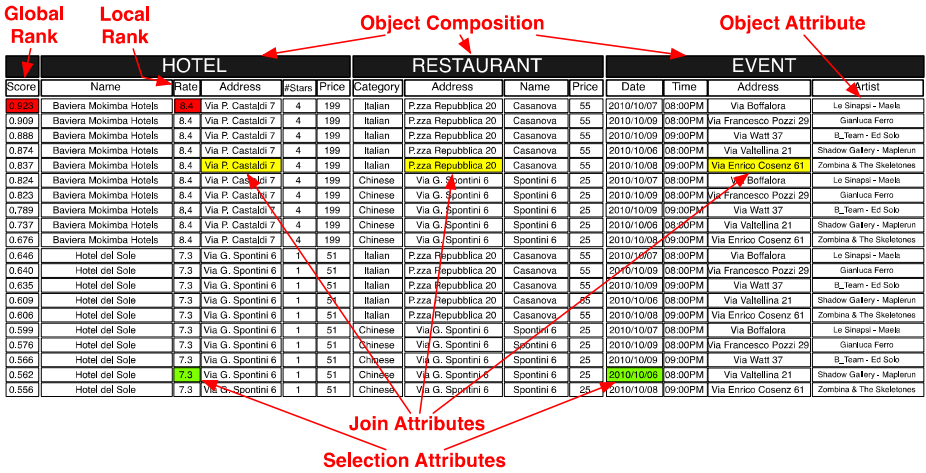 Global Rank
Local Rank
Object Composition
Object Attribute
HOTEL RESTAURANT EVENT
Score Name Rate Address #Stars Price Category Address Name Price Date Time Address Artist
0.923 Baviera Mokimba Hotels 8.4 Via P. Castaldi 7 4 199 Italian P.zza Repubblica 20 Casanova 55 2010/10/07 08:00PM Via Boffalora Le Sinapsi - Maela
0.909 Baviera Mokimba Hotels 8.4 Via P. Castaldi 7 4 199 Italian P.zza Repubblica 20 Casanova 55 2010/10/09 08:00PM Via Francesco Pozzi 29 Gianluca Ferro
0.888 Baviera Mokimba Hotels 8.4 Via P. Castaldi 7 4 199 Italian P.zza Repubblica 20 Casanova 55 2010/10/09 09:00PM Via Watt 37 B_Team - Ed Solo
0.874 Baviera Mokimba Hotels 8.4 Via P. Castaldi 7 4 199 Italian P.zza Repubblica 20 Casanova 55 2010/10/06 08:00PM Via Valtellina 21 Shadow Gallery - Maplerun
0.837 Baviera Mokimba Hotels 8.4 Via P. Castaldi 7 4 199 Italian P.zza Repubblica 20 Casanova 55 2010/10/08 09:00PM Via Enrico Cosenz 61 Zombina & The Skeletones
0.824 Baviera Mokimba Hotels 8.4 Via P. Castaldi 7 4 199 Chinese Via G. Spontini 6 Spontini 6 25 2010/10/07 08:00PM Via Boffalora Le Sinapsi - Maela
0.823 Baviera Mokimba Hotels 8.4 Via P. Castaldi 7 4 199 Chinese Via G. Spontini 6 Spontini 6 25 2010/10/09 08:00PM Via Francesco Pozzi 29 Gianluca Ferro
0.789 Baviera Mokimba Hotels 8.4 Via P. Castaldi 7 4 199 Chinese Via G. Spontini 6 Spontini 6 25 2010/10/09 09:00PM Via Watt 37 B_Team - Ed Solo
0.737 Baviera Mokimba Hotels 8.4 Via P. Castaldi 7 4 199 Chinese Via G. Spontini 6 Spontini 6 25 2010/10/06 08:00PM Via Valtellina 21 Shadow Gallery - Maplerun
0.676 Baviera Mokimba Hotels 8.4 Via P. Castaldi 7 4 199 Chinese Via G. Spontini 6 Spontini 6 25 2010/10/08 09:00PM Via Enrico Cosenz 61 Zombina & The Skeletones
0.646 Hotel del Sole 7.3 Via G. Spontini 6 1 51 Italian P.zza Repubblica 20 Casanova 55 2010/10/07 08:00PM Via Boffalora Le Sinapsi - Maela
0.640 Hotel del Sole 7.3 Via G. Spontini 6 1 51 Italian P.zza Repubblica 20 Casanova 55 2010/10/09 08:00PM Via Francesco Pozzi 29 Gianluca Ferro
0.635 Hotel del Sole 7.3 Via G. Spontini 6 1 51 Italian P.zza Repubblica 20 Casanova 55 2010/10/09 09:00PM Via Watt 37 B_Team - Ed Solo
0.609 Hotel del Sole 7.3 Via G. Spontini 6 1 51 Italian P.zza Repubblica 20 Casanova 55 2010/10/06 08:00PM Via Valtellina 21 Shadow Gallery - Maplerun
0.606 Hotel del Sole 7.3 Via G. Spontini 6 1 51 Italian P.zza Repubblica 20 Casanova 55 2010/10/08 09:00PM Via Enrico Cosenz 61 Zombina & The Skeletones
0.599 Hotel del Sole 7.3 Via G. Spontini 6 1 51 Chinese Via G. Spontini 6 Spontini 6 25 2010/10/07 08:00PM Via Boffalora Le Sinapsi - Maela
0.576 Hotel del Sole 7.3 Via G. Spontini 6 1 51 Chinese Via G. Spontini 6 Spontini 6 25 2010/10/09 08:00PM Via Francesco Pozzi 29 Gianluca Ferro
0.566 Hotel del Sole 7.3 Via G. Spontini 6 1 51 Chinese Via G. Spontini 6 Spontini 6 25 2010/10/09 09:00PM Via Watt 37 B_Team - Ed Solo
0.562 Hotel del Sole 7.3 Via G. Spontini 6 1 51 Chinese Via G. Spontini 6 Spontini 6 25 2010/10/06 08:00PM Via Valtellina 21 Shadow Gallery - Maplerun
0.556 Hotel del Sole 7.3 Via G. Spontini 6 1 51 Chinese Via G. Spontini 6 Spontini 6 25 2010/10/08 09:00PM Via Enrico Cosenz 61 Zombina & The Skeletones
Join Attributes
Selection Attributes